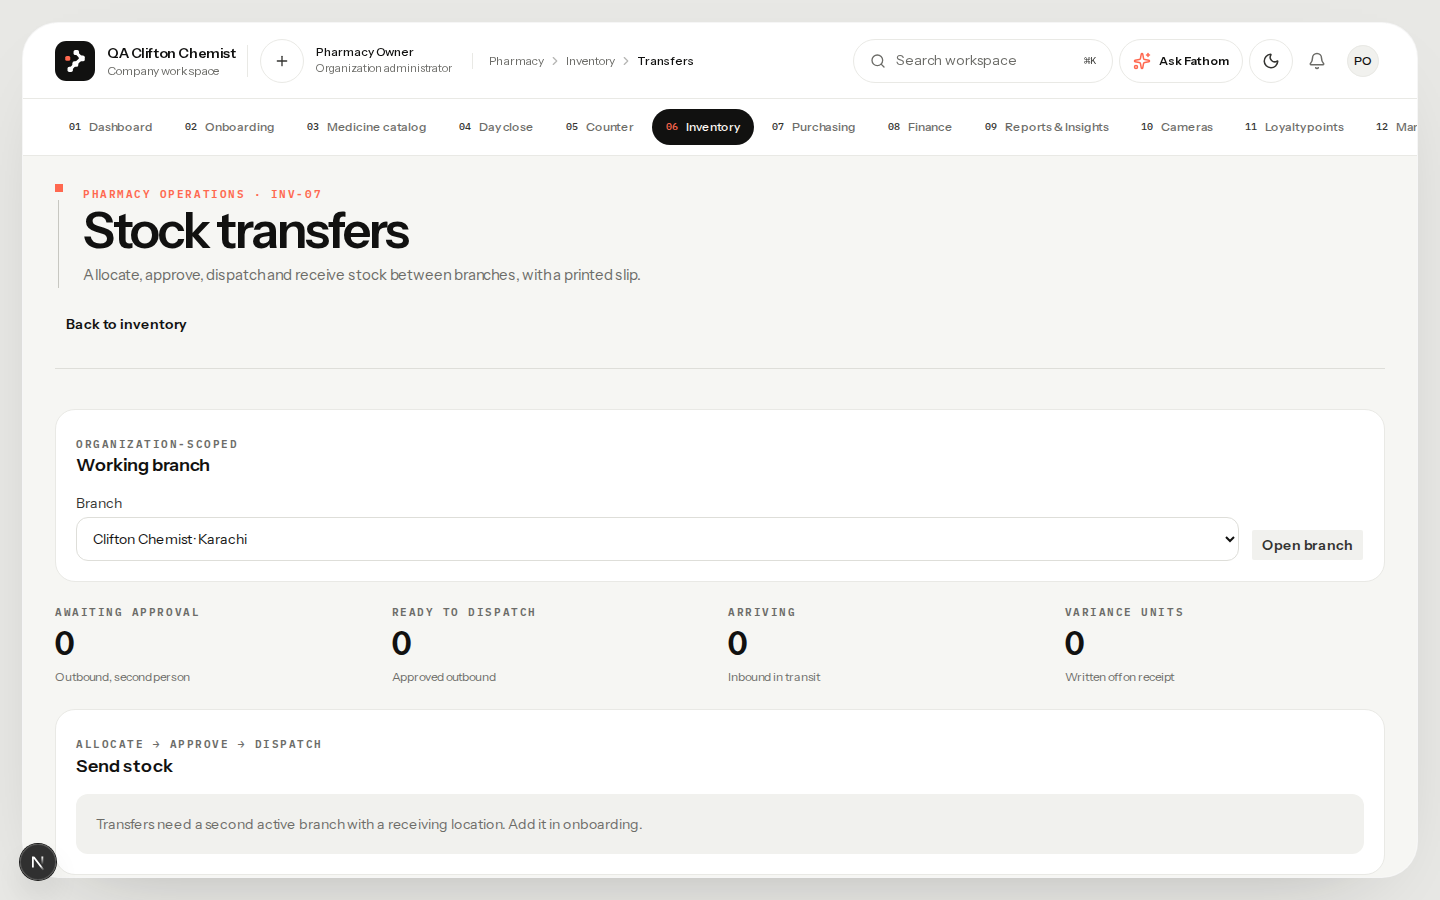 QA Clifton Chemist
Company workspace
Pharmacy Owner
Organization administrator
Pharmacy > Inventory > Transfers
Search workspace ⌘K
Ask Fathom
PO
01 Dashboard
02 Onboarding
03 Medicine catalog
04 Day close
05 Counter
06 Inventory
07 Purchasing
08 Finance
09 Reports & Insights
10 Cameras
11 Loyalty points
12 Mar
PHARMACY OPERATIONS · INV-07
Stock transfers
Allocate, approve, dispatch and receive stock between branches, with a printed slip.
Back to inventory
ORGANIZATION-SCOPED
Working branch
Branch
Clifton Chemist · Karachi
Open branch
AWAITING APPROVAL
0
Outbound, second person
READY TO DISPATCH
0
Approved outbound
ARRIVING
0
Inbound in transit
VARIANCE UNITS
0
Written off on receipt
ALLOCATE → APPROVE → DISPATCH
Send stock
Transfers need a second active branch with a receiving location. Add it in onboarding.
N